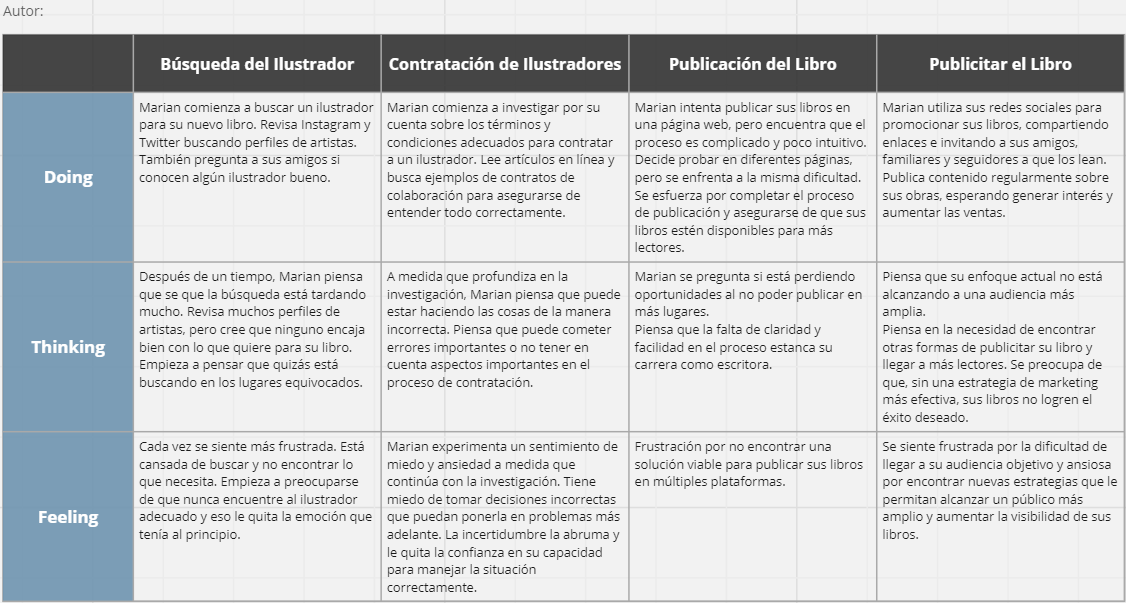 Autor:
Búsqueda del Ilustrador
Contratación de Ilustradores
Publicación del Libro
Publicitar el Libro
Doing
Marian comienza a buscar un ilustrador
para su nuevo libro. Revisa Instagram y
Twitter buscando perfiles de artistas.
También pregunta a sus amigos si
conocen algún ilustrador bueno.
Marian comienza a investigar por su
cuenta sobre los términos y
condiciones adecuados para contratar
a un ilustrador. Lee artículos en línea y
busca ejemplos de contratos de
colaboración para asegurarse de
entender todo correctamente.
Marian intenta publicar sus libros en
una página web, pero encuentra que el
proceso es complicado y poco intuitivo.
Decide probar en diferentes páginas,
pero se enfrenta a la misma dificultad.
Se esfuerza por completar el proceso
de publicación y asegurarse de que sus
libros estén disponibles para más
lectores.
Marian utiliza sus redes sociales para
promocionar sus libros, compartiendo
enlaces e invitando a sus amigos,
familiares y seguidores a que los lean.
Publica contenido regularmente sobre
sus obras, esperando generar interés y
aumentar las ventas.
Thinking
Después de un tiempo, Marian piensa
que se que la búsqueda está tardando
mucho. Revisa muchos perfiles de
artistas, pero cree que ninguno encaja
bien con lo que quiere para su libro.
Empieza a pensar que quizás está
buscando en los lugares equivocados.
A medida que profundiza en la
investigación, Marian piensa que puede
estar haciendo las cosas de la manera
incorrecta. Piensa que puede cometer
errores importantes o no tener en
cuenta aspectos importantes en el
proceso de contratación.
Marian se pregunta si está perdiendo
oportunidades al no poder publicar en
más lugares.
Piensa que la falta de claridad y
facilidad en el proceso estanca su
carrera como escritora.
Piensa que su enfoque actual no está
alcanzando a una audiencia más
amplia.
Piensa en la necesidad de encontrar
otras formas de publicitar su libro y
llegar a más lectores. Se preocupa de
que, sin una estrategia de marketing
más efectiva, sus libros no logren el
éxito deseado.
Feeling
Cada vez se siente más frustrada. Está
cansada de buscar y no encontrar lo
que necesita. Empieza a preocuparse
de que nunca encuentre al ilustrador
adecuado y eso le quita la emoción que
tenía al principio.
Marian experimenta un sentimiento de
miedo y ansiedad a medida que
continúa con la investigación. Tiene
miedo de tomar decisiones incorrectas
que puedan ponerla en problemas más
adelante. La incertidumbre la abruma y
le quita la confianza en su capacidad
para manejar la situación
correctamente.
Frustración por no encontrar una
solución viable para publicar sus libros
en múltiples plataformas.
Se siente frustrada por la dificultad de
llegar a su audiencia objetivo y ansiosa
por encontrar nuevas estrategias que le
permitan alcanzar un público más
amplio y aumentar la visibilidad de sus
libros.